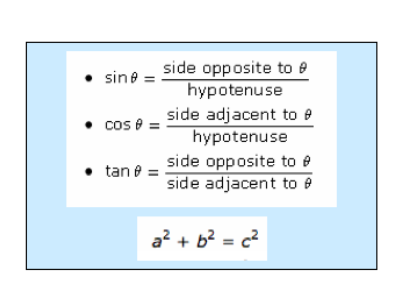 • sin θ = side opposite to θ / hypotenuse
• cos θ = side adjacent to θ / hypotenuse
• tan θ = side opposite to θ / side adjacent to θ
a² + b² = c²